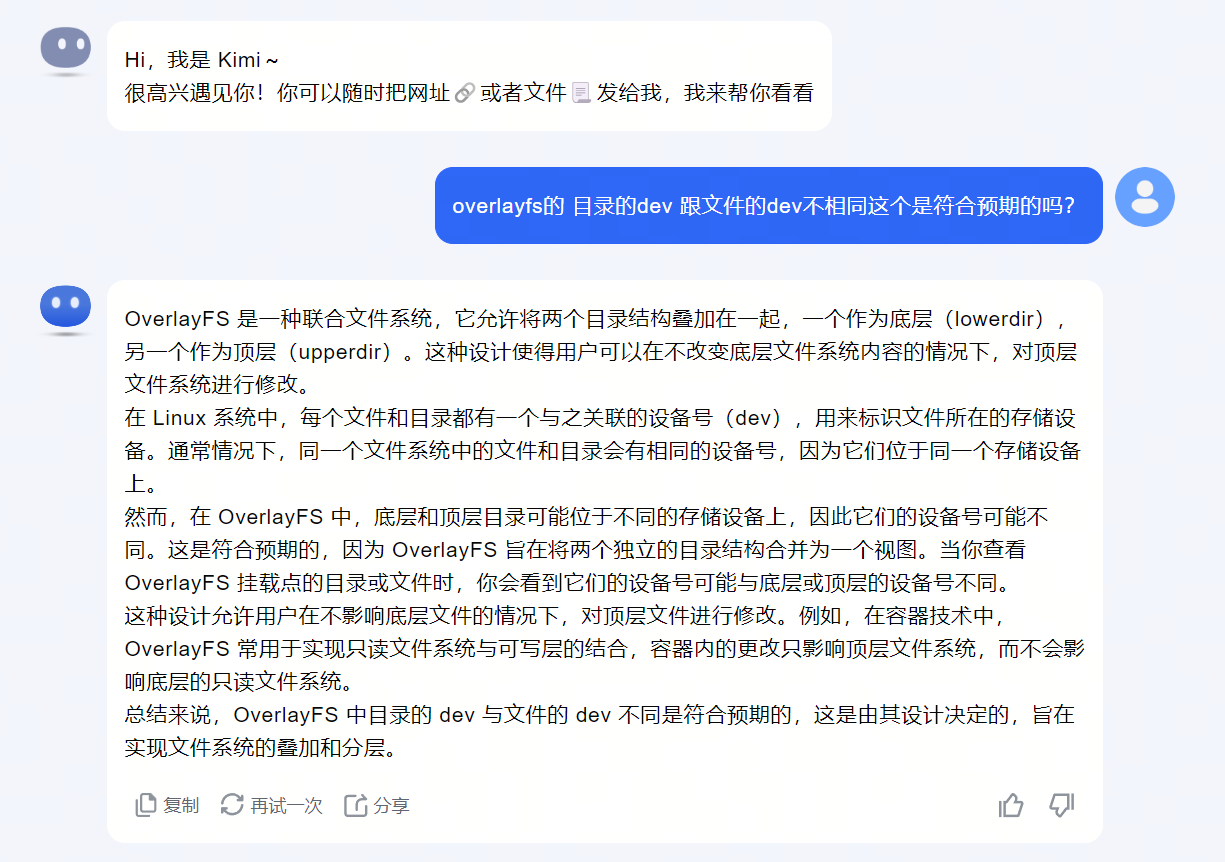 Hi，我是 Kimi～
很高兴遇见你！你可以随时把网址🔗或者文件📃发给我，我来帮你看看
overlayfs的 目录的dev 跟文件的dev不相同这个是符合预期的吗？
OverlayFS 是一种联合文件系统，它允许将两个目录结构叠加在一起，一个作为底层（lowerdir），
另一个作为顶层（upperdir）。这种设计使得用户可以在不改变底层文件系统内容的情况下，对顶层
文件系统进行修改。
在 Linux 系统中，每个文件和目录都有一个与之关联的设备号（dev），用来标识文件所在的存储设
备。通常情况下，同一个文件系统中的文件和目录会有相同的设备号，因为它们位于同一个存储设备
上。
然而，在 OverlayFS 中，底层和顶层目录可能位于不同的存储设备上，因此它们的设备号可能不
同。这是符合预期的，因为 OverlayFS 旨在将两个独立的目录结构合并为一个视图。当你查看
OverlayFS 挂载点的目录或文件时，你会看到它们的设备号可能与底层或顶层的设备号不同。
这种设计允许用户在不影响底层文件的情况下，对顶层文件进行修改。例如，在容器技术中，
OverlayFS 常用于实现只读文件系统与可写层的结合，容器内的更改只影响顶层文件系统，而不会影
响底层的只读文件系统。
总结来说，OverlayFS 中目录的 dev 与文件的 dev 不同是符合预期的，这是由其设计决定的，旨在
实现文件系统的叠加和分层。
复制 再试一次 分享